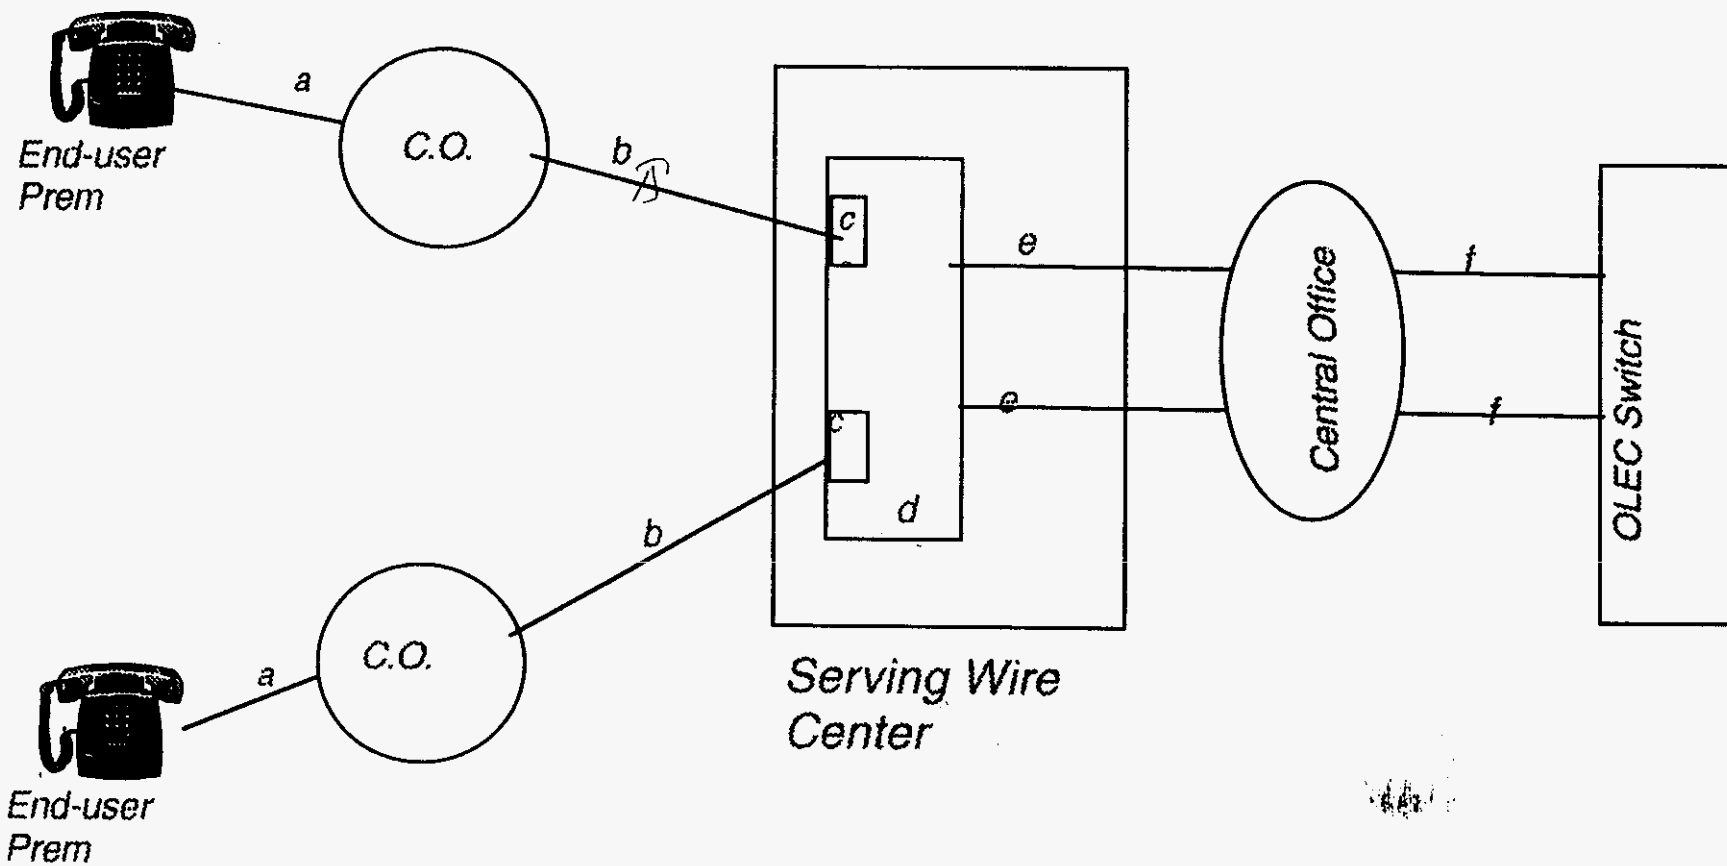 a
C.O.
b
End-user
Prem
c
e
f
Central Office
OLEC Switch
e
f
c
d
b
C.O.
a
Serving Wire
Center
End-user
Prem